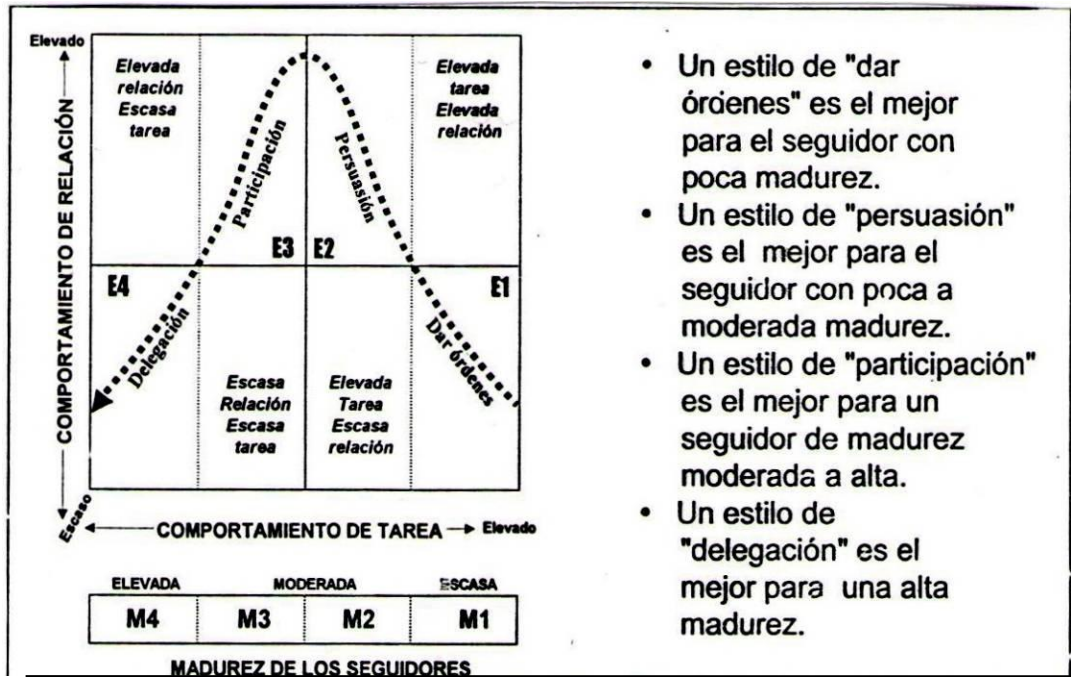 Elevado
COMPORTAMIENTO DE RELACIÓN
Escaso
Elevada
relación
Escasa
tarea
Elevada
tarea
Elevada
relación
Participación
Persuasión
E3
E2
E4
E1
Delegación
Dar órdenes
Escasa
Relación
Escasa
tarea
Elevada
Tarea
Escasa
relación
COMPORTAMIENTO DE TAREA
Elevado
ELEVADA
MODERADA
ESCASA
M4
M3
M2
M1
MADUREZ DE LOS SEGUIDORES
• Un estilo de "dar
órdenes" es el mejor
para el seguidor con
poca madurez.
• Un estilo de "persuasión"
es el mejor para el
seguidor con poca a
moderada madurez.
• Un estilo de "participación"
es el mejor para un
seguidor de madurez
moderada a alta.
• Un estilo de
"delegación" es el
mejor para una alta
madurez.